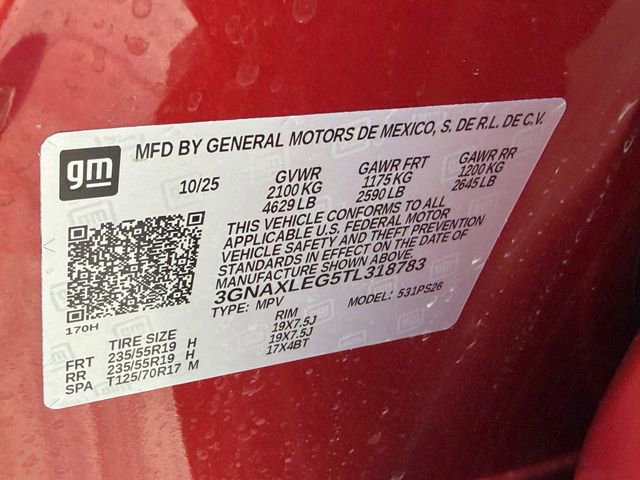 gm
MFD BY GENERAL MOTORS DE MEXICO, S. DE R.L. DE C.V.
10/25 GVWR GAWR FRT GAWR RR
2100 KG 1175 KG 1200 KG
4629 LB 2590 LB 2645 LB
THIS VEHICLE CONFORMS TO ALL
APPLICABLE U.S. FEDERAL MOTOR
VEHICLE SAFETY AND THEFT PREVENTION
STANDARDS IN EFFECT ON THE DATE OF
MANUFACTURE SHOWN ABOVE.
3GNAXLEG5TL318783
TYPE: MPV MODEL: 531PS26
170H
TIRE SIZE RIM
FRT 235/55R19 H 19X7.5J
RR 235/55R19 H 19X7.5J
SPA T125/70R17 M 17X4BT